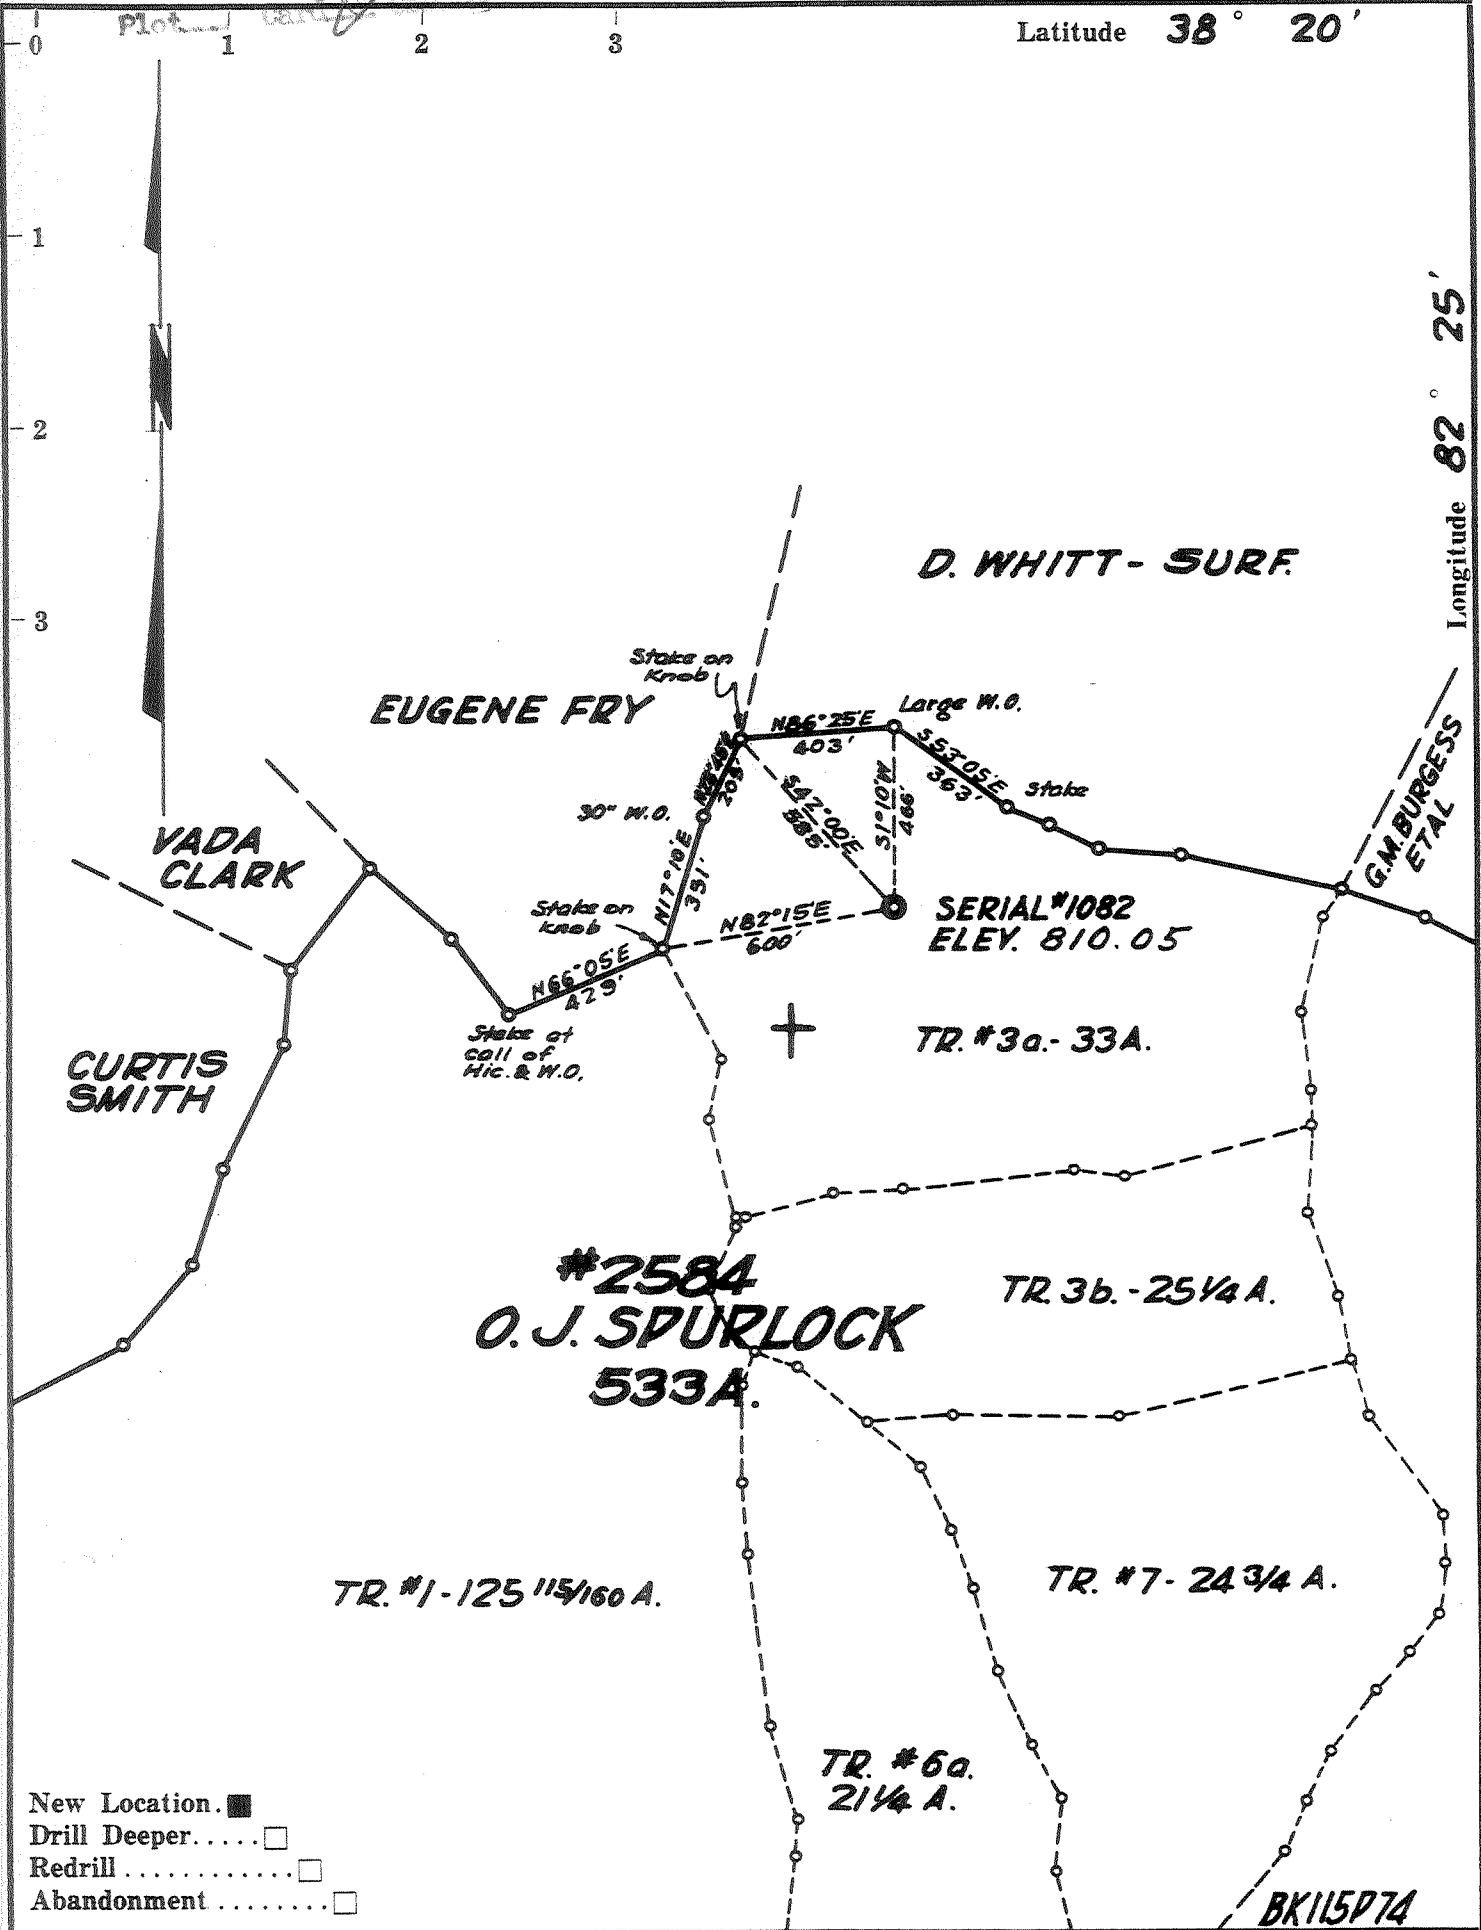 Plot
0 1 2 3
Latitude 38° 20'
1
2
3
Longitude 82° 25'
N
D. WHITT - SURF.
Stake on
Knob
EUGENE FRY
N86°25'E
403'
Large W.O.
S53°05'E
363'
Stake
205'
30" W.O.
S42°00'E
585'
S1°10'W
466'
G.M. BURGESS
ETAL
VADA
CLARK
N17°10'E
331'
Stake on
knob
N82°15'E
600'
SERIAL #1082
ELEV. 810.05
N66°05'E
429'
Stake at
call of
Hic. & W.O.
TR. #3a.- 33A.
CURTIS
SMITH
#2584
O. J. SPURLOCK
533A.
TR. 3b. - 25 1/4 A.
TR. #1 - 125 115/160 A.
TR. #7 - 24 3/4 A.
TR. #6a.
21 1/4 A.
New Location. ■
Drill Deeper..... □
Redrill ............ □
Abandonment ........ □
BK115P74